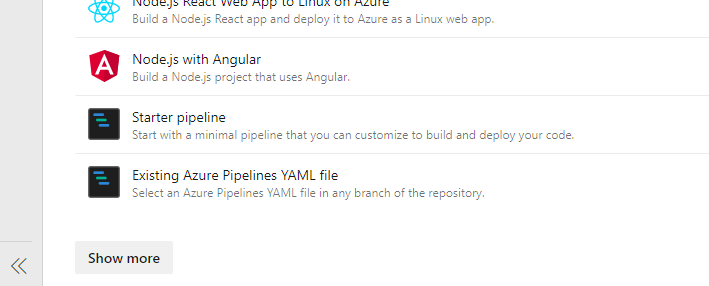 Node.js React Web App to Linux on Azure
Build a Node.js React app and deploy it to Azure as a Linux web app.
Node.js with Angular
Build a Node.js project that uses Angular.
Starter pipeline
Start with a minimal pipeline that you can customize to build and deploy your code.
Existing Azure Pipelines YAML file
Select an Azure Pipelines YAML file in any branch of the repository.
Show more